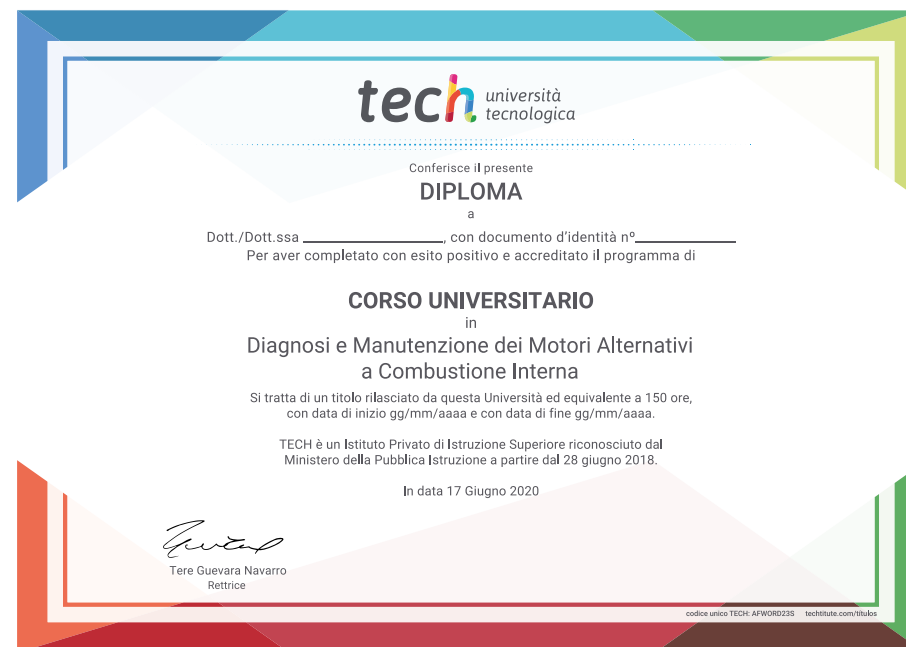 tech università
tecnologica
Conferisce il presente
DIPLOMA
a
Dott./Dott.ssa ____________, con documento d'identità nº_________
Per aver completato con esito positivo e accreditato il programma di
CORSO UNIVERSITARIO
in
Diagnosi e Manutenzione dei Motori Alternativi
a Combustione Interna
Si tratta di un titolo rilasciato da questa Università ed equivalente a 150 ore,
con data di inizio gg/mm/aaaa e con data di fine gg/mm/aaaa.
TECH è un Istituto Privato di Istruzione Superiore riconosciuto dal
Ministero della Pubblica Istruzione a partire dal 28 giugno 2018.
In data 17 Giugno 2020
Tere Guevara Navarro
Rettrice
codice unico TECH: AFWORD23S techtitute.com/títulos